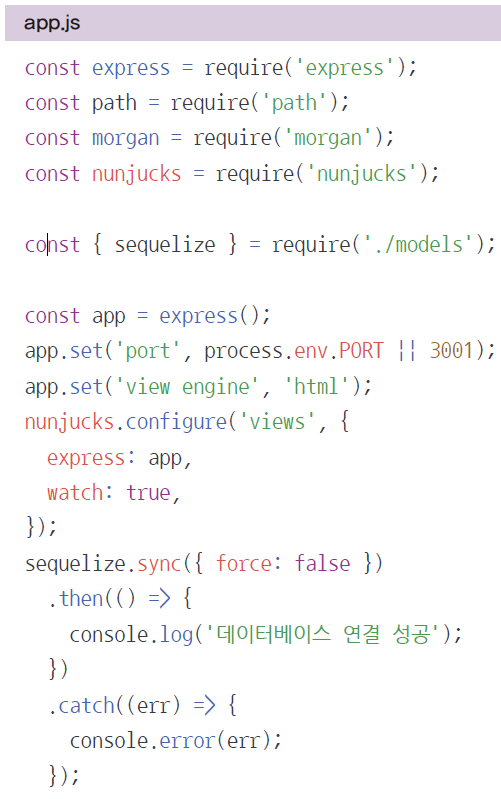 app.js
const express = require('express');
const path = require('path');
const morgan = require('morgan');
const nunjucks = require('nunjucks');

const { sequelize } = require('./models');

const app = express();
app.set('port', process.env.PORT || 3001);
app.set('view engine', 'html');
nunjucks.configure('views', {
  express: app,
  watch: true,
});
sequelize.sync({ force: false })
  .then(() => {
    console.log('데이터베이스 연결 성공');
  })
  .catch((err) => {
    console.error(err);
  });